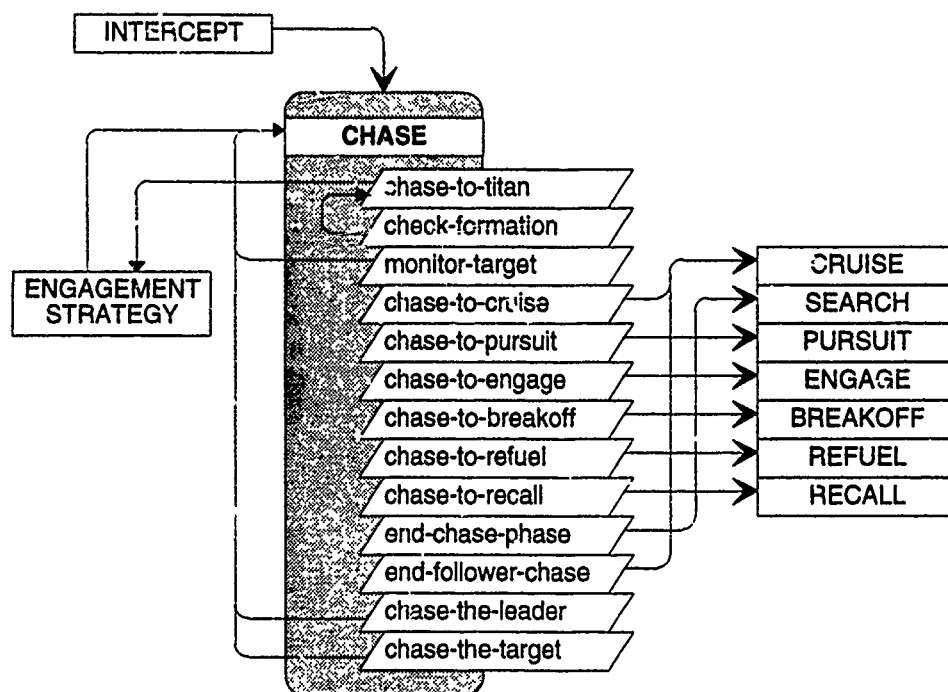 INTERCEPT
CHASE
chase-to-titan
check-formation
monitor-target
chase-to-cruise
chase-to-pursuit
chase-to-engage
chase-to-breakoff
chase-to-refuel
chase-to-recall
end-chase-phase
end-follower-chase
chase-the-leader
chase-the-target
ENGAGEMENT
STRATEGY
CRUISE
SEARCH
PURSUIT
ENGAGE
BREAKOFF
REFUEL
RECALL